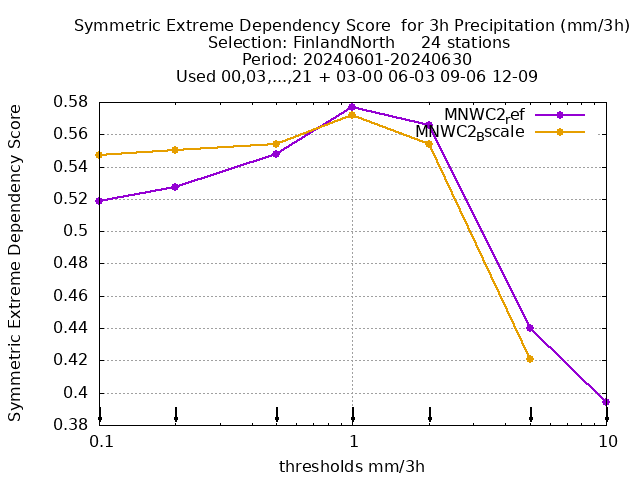 Symmetric Extreme Dependency Score  for 3h Precipitation (mm/3h)
Selection: FinlandNorth     24 stations
Period: 20240601-20240630
Used 00,03,...,21 + 03-00 06-03 09-06 12-09
Symmetric Extreme Dependency Score
0.58
0.56
0.54
0.52
0.5
0.48
0.46
0.44
0.42
0.4
0.38
MNWC2ref
MNWC2Bscale
0.1
1
10
thresholds mm/3h